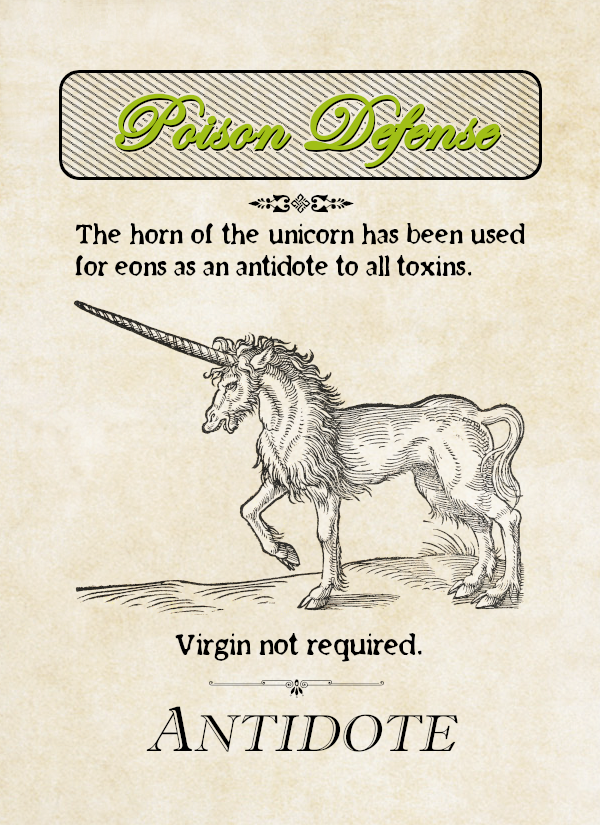 Poison Defense
The horn of the unicorn has been used
for eons as an antidote to all toxins.
Virgin not required.
ANTIDOTE